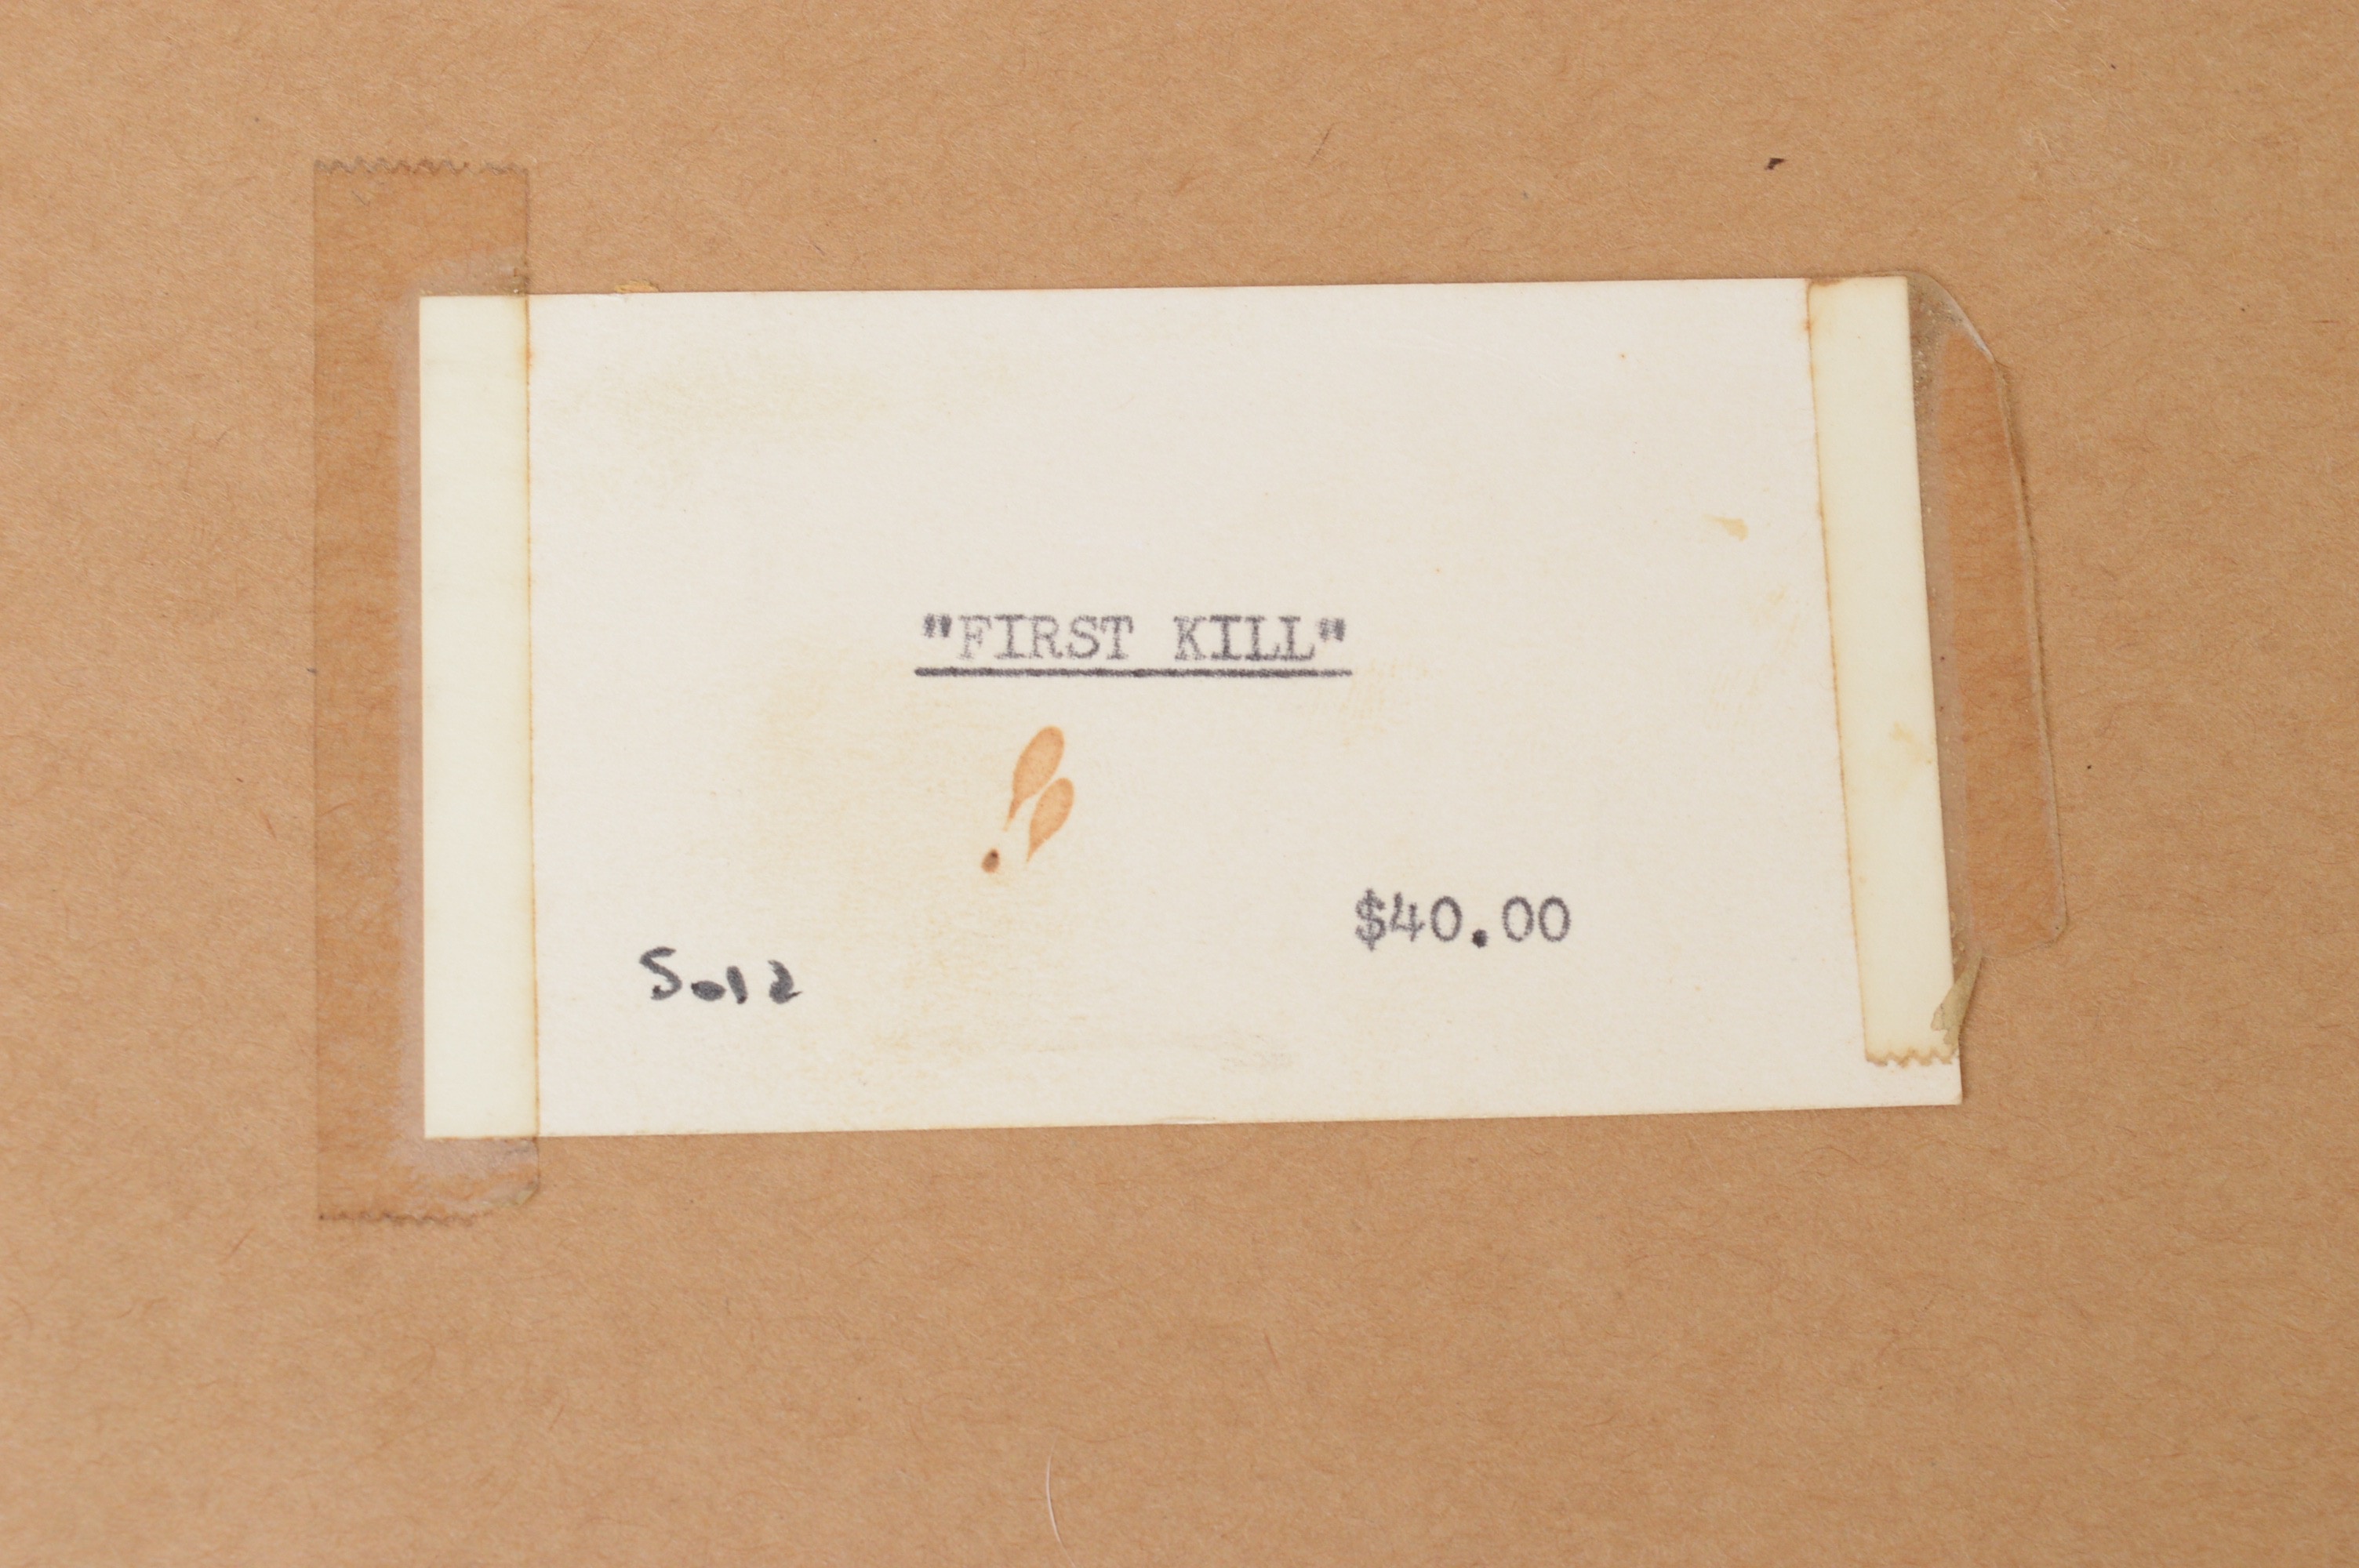 "FIRST KILL"
$40.00
Sold